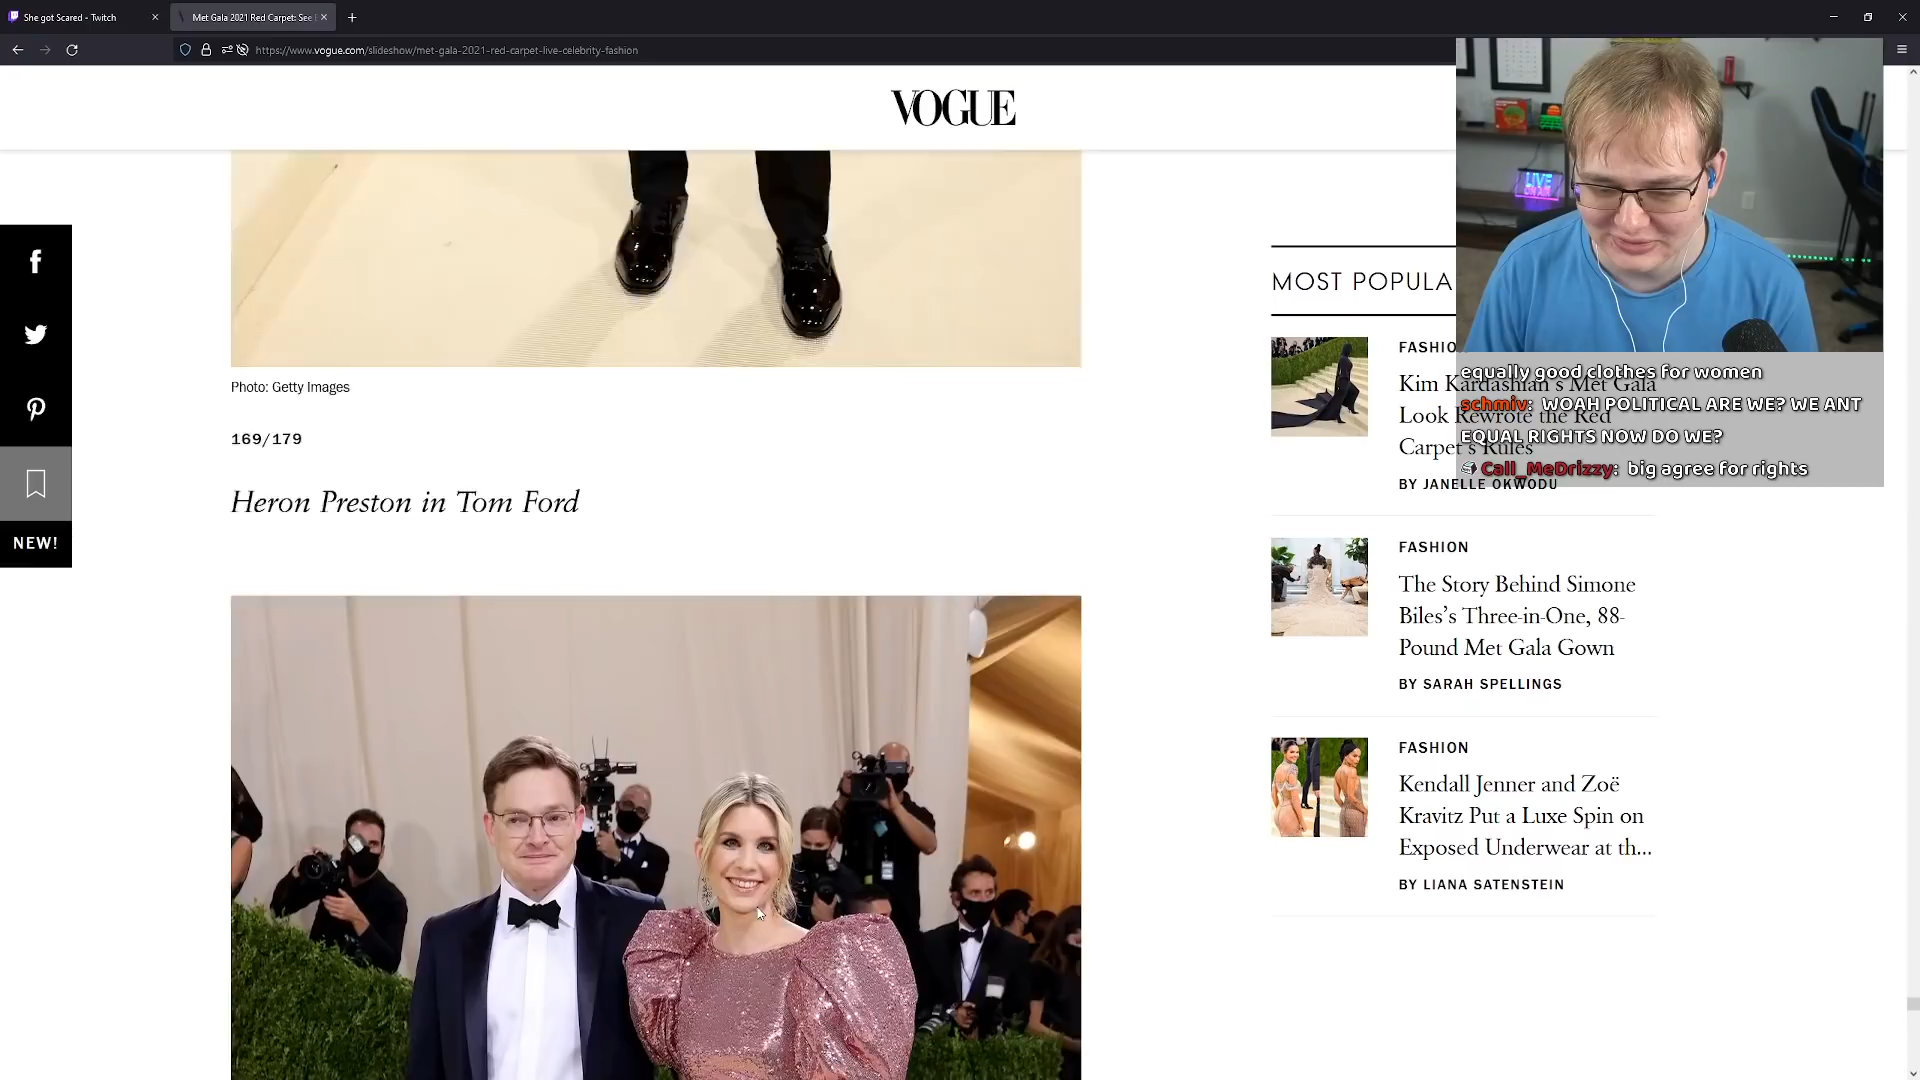 She got Scared - Twitch
Met Gala 2021 Red Carpet: See
https://www.vogue.com/slideshow/met-gala-2021-red-carpet-live-celebrity-fashion
VOGUE
Photo: Getty Images
169/179
Heron Preston in Tom Ford
NEW!
MOST POPULA
FASHIO
Kim Kardashian's Met Gala
Look Rewrote the Red
Carpet's Rules
BY JANELLE OKWODU
FASHION
The Story Behind Simone
Biles's Three-in-One, 88-
Pound Met Gala Gown
BY SARAH SPELLINGS
FASHION
Kendall Jenner and Zoë
Kravitz Put a Luxe Spin on
Exposed Underwear at th...
BY LIANA SATENSTEIN
LIVE
equally good clothes for women
schmiv: WOAH POLITICAL ARE WE? WE ANT
EQUAL RIGHTS NOW DO WE?
Call_MeDrizzy: big agree for rights